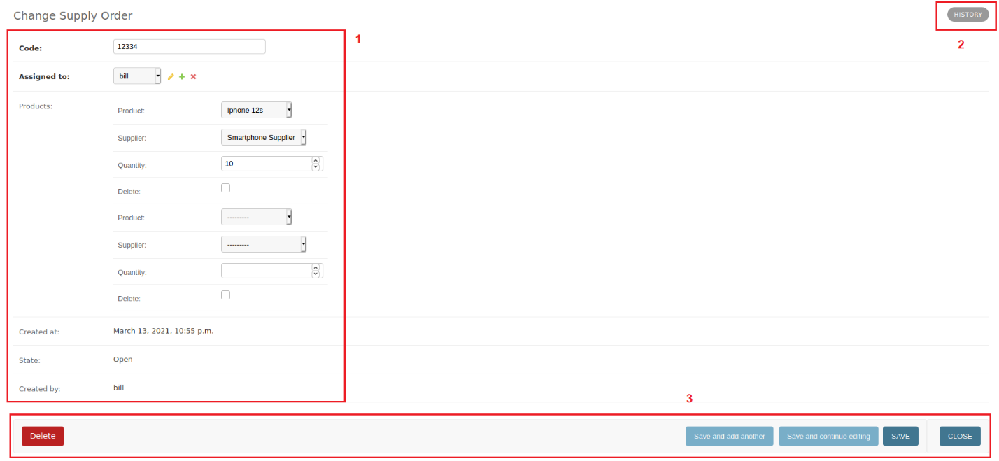 Change Supply Order
HISTORY
1
2
Code: 12334
Assigned to: bill
Products:
Product: Iphone 12s
Supplier: Smartphone Supplier
Quantity: 10
Delete:
Product: ---------
Supplier: ---------
Quantity:
Delete:
Created at: March 13, 2021, 10:55 p.m.
State: Open
Created by: bill
3
Delete Save and add another Save and continue editing SAVE CLOSE